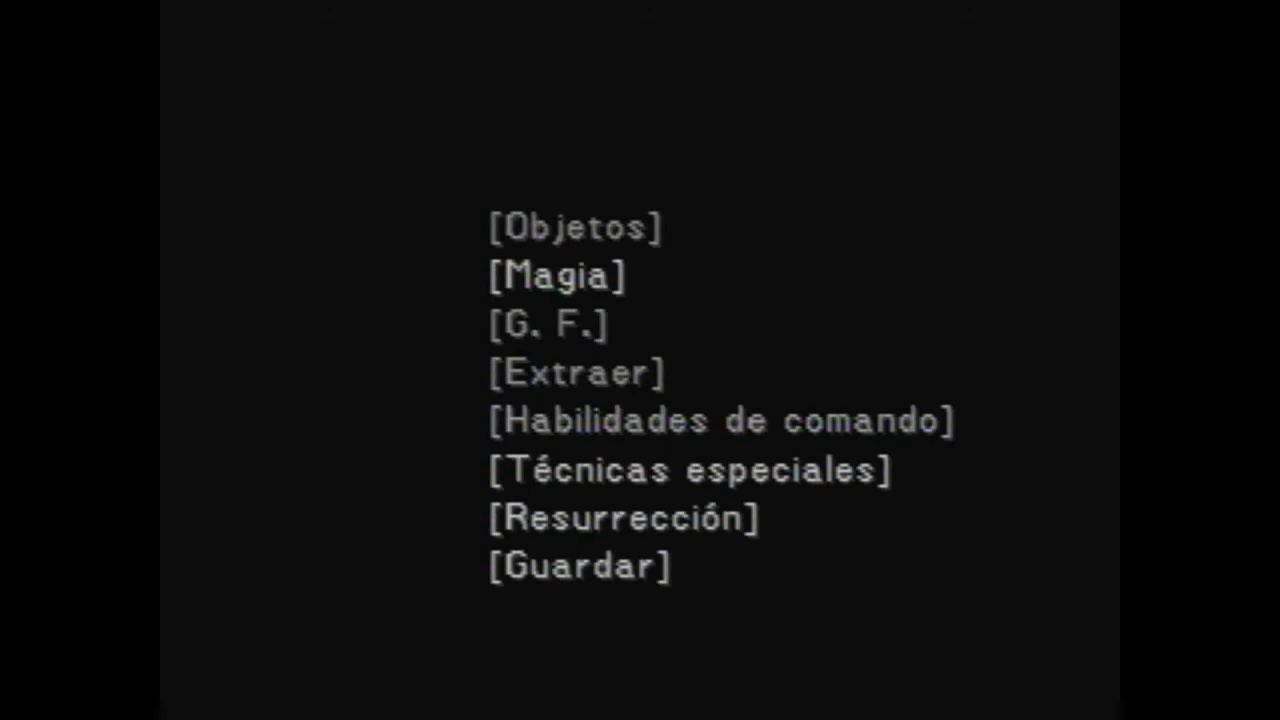 [Objetos]
[Magia]
[G. F.]
[Extraer]
[Habilidades de comando]
[Técnicas especiales]
[Resurrección]
[Guardar]